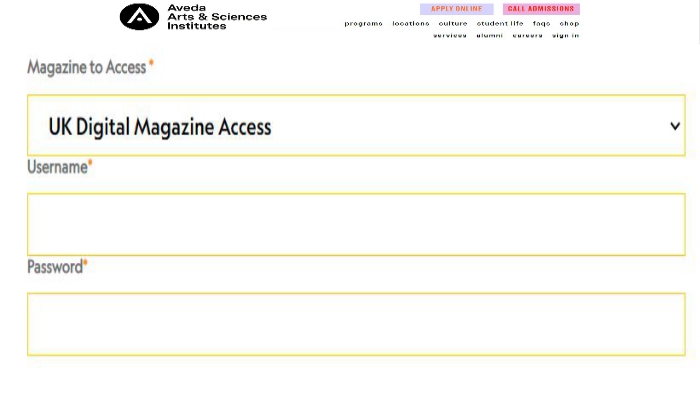 Aveda
Arts & Sciences
Institutes
APPLY ONLINE
CALL ADMISSIONS
programs locations culture student life faqs shop
services alumni careers sign in
Magazine to Access *
UK Digital Magazine Access
Username*
Password*